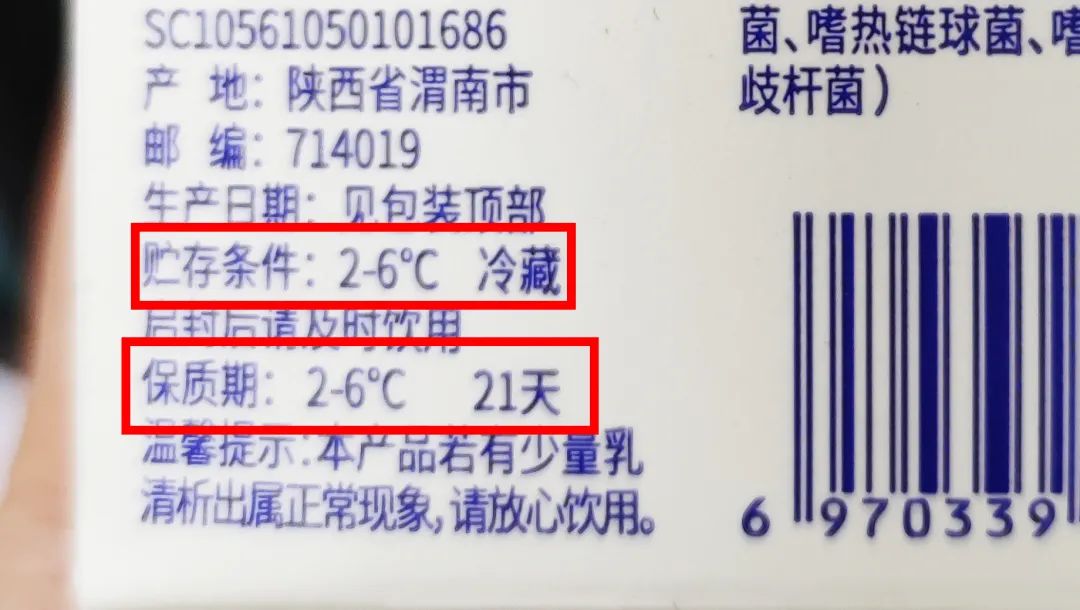 SC10561050101686
产 地：陕西省渭南市
邮 编：714019
生产日期：见包装顶部
贮存条件：2-6℃ 冷藏
启封后请及时饮用
保质期：2-6℃ 21天
温馨提示：本产品若有少量乳
清析出属正常现象，请放心饮用。
菌、嗜热链球菌、嗜
歧杆菌）
6 970339